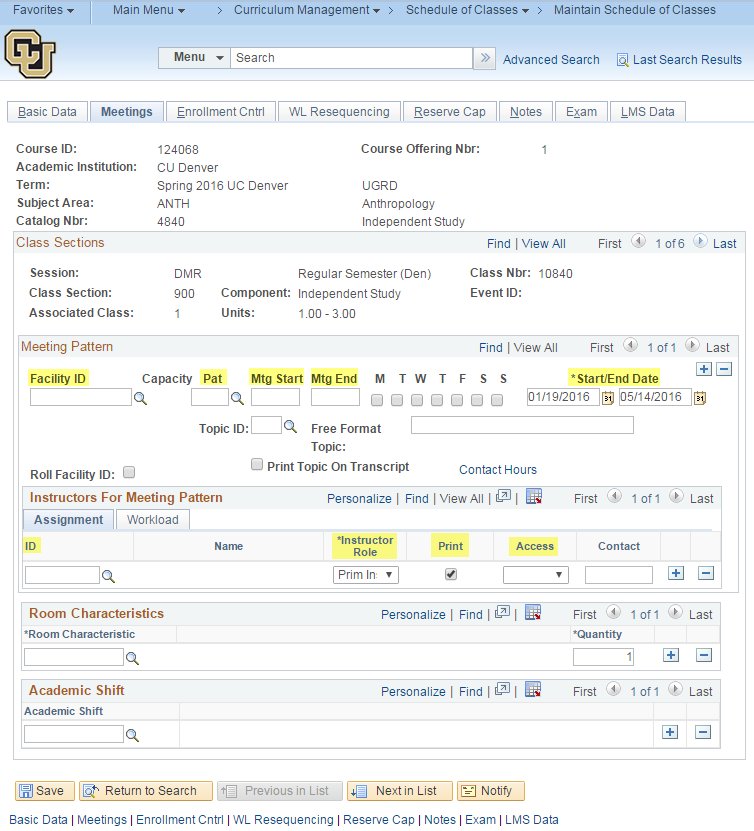 Favorites Main Menu > Curriculum Management > Schedule of Classes > Maintain Schedule of Classes
CU
Menu Search Advanced Search Last Search Results
Basic Data Meetings Enrollment Cntrl WL Resequencing Reserve Cap Notes Exam LMS Data
Course ID: 124068 Course Offering Nbr: 1
Academic Institution: CU Denver
Term: Spring 2016 UC Denver UGRD
Subject Area: ANTH Anthropology
Catalog Nbr: 4840 Independent Study
Class Sections Find | View All First 1 of 6 Last
Session: DMR Regular Semester (Den) Class Nbr: 10840
Class Section: 900 Component: Independent Study Event ID:
Associated Class: 1 Units: 1.00 - 3.00
Meeting Pattern Find | View All First 1 of 1 Last
Facility ID Capacity Pat Mtg Start Mtg End M T W T F S S *Start/End Date
01/19/2016 31 05/14/2016 31
Topic ID: Free Format
Topic:
Print Topic On Transcript Contact Hours
Roll Facility ID:
Instructors For Meeting Pattern Personalize | Find | View All | | First 1 of 1 Last
Assignment Workload
ID Name *Instructor
Role Print Access Contact
Prim In:
Room Characteristics Personalize | Find | | First 1 of 1 Last
*Room Characteristic *Quantity
1
Academic Shift Personalize | Find | | First 1 of 1 Last
Academic Shift
Save Return to Search Previous in List Next in List Notify
Basic Data | Meetings | Enrollment Cntrl | WL Resequencing | Reserve Cap | Notes | Exam | LMS Data